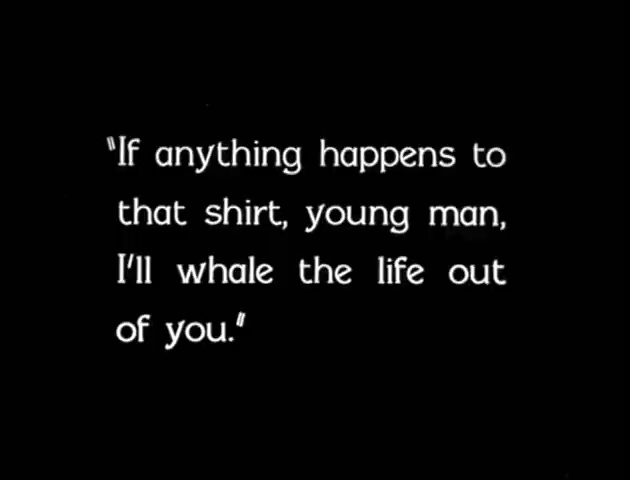 "If anything happens to
that shirt, young man,
I'll whale the life out
of you."